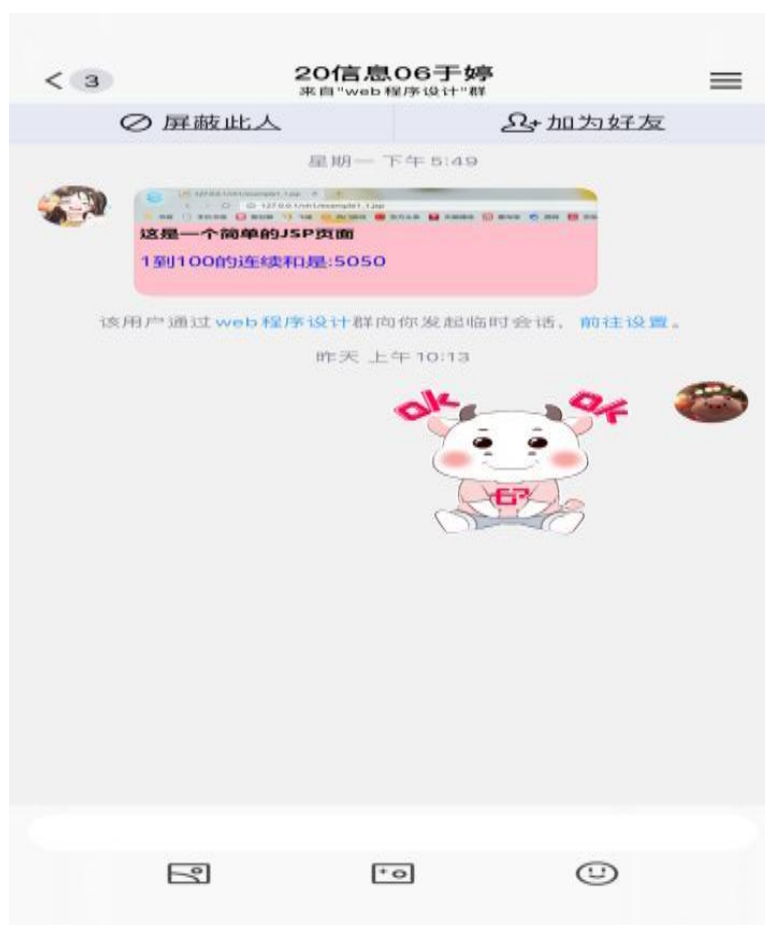 3
20信息06于婷
来自"web程序设计"群
屏蔽此人
加为好友
星期一 下午 5:49
这是一个简单的JSP页面
1到100的连续和是:5050
该用户通过web程序设计群向你发起临时会话，前往设置。
昨天 上午 10:13
ok ok